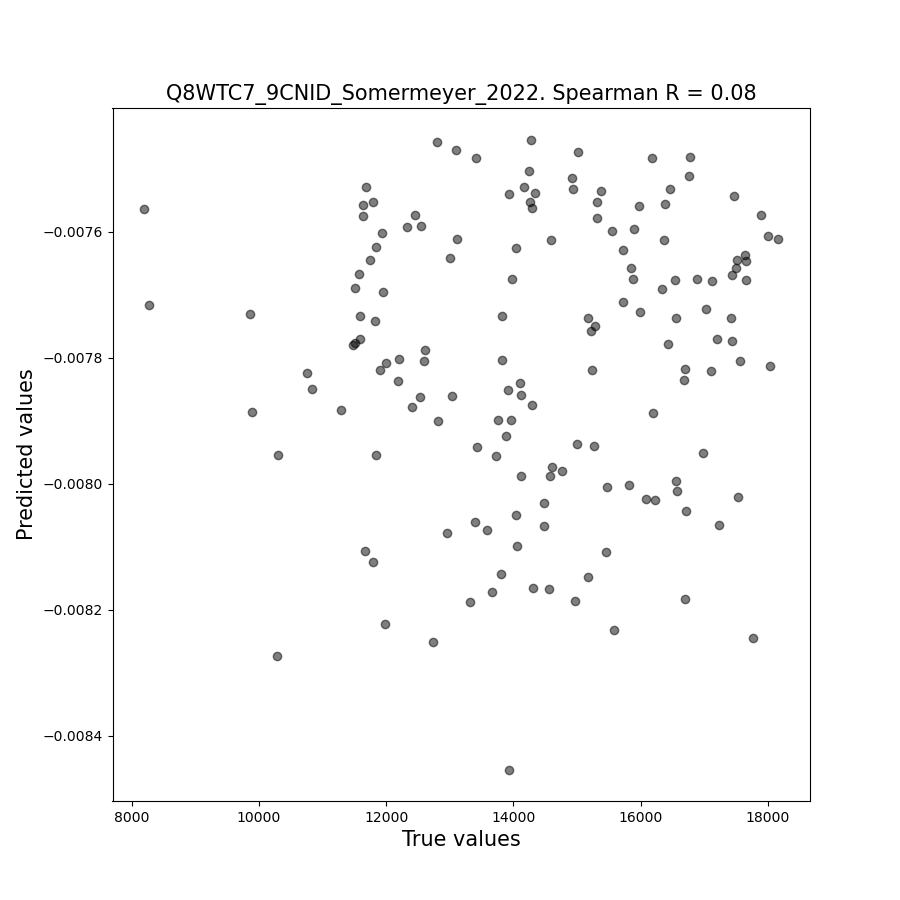 Q8WTC7_9CNID_Somermeyer_2022. Spearman R = 0.08
Predicted values
−0.0076
−0.0078
−0.0080
−0.0082
−0.0084
8000 10000 12000 14000 16000 18000
True values